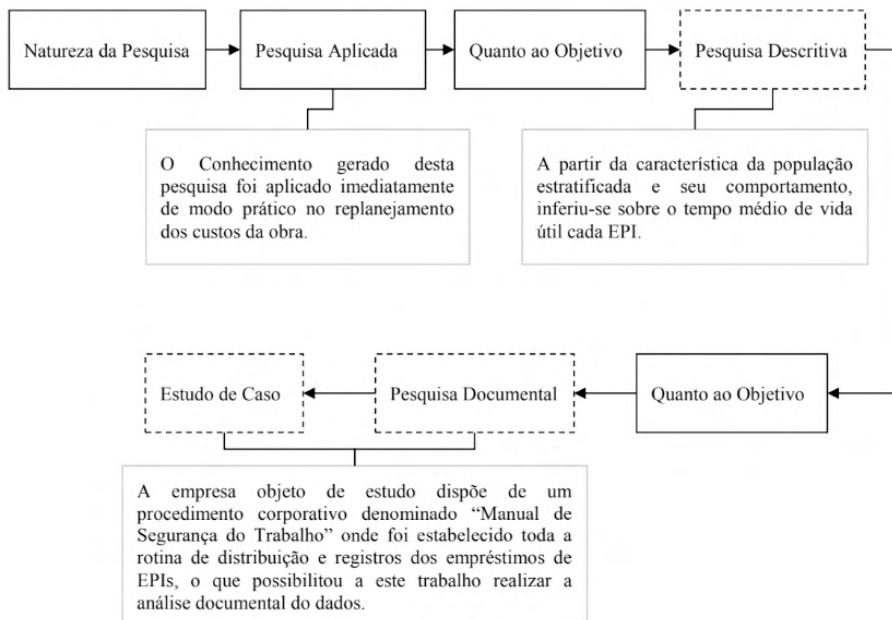 Natureza da Pesquisa
Pesquisa Aplicada
Quanto ao Objetivo
Pesquisa Descritiva
O Conhecimento gerado desta
pesquisa foi aplicado imediatamente
de modo prático no replanejamento
dos custos da obra.
A partir da característica da população
estratificada e seu comportamento,
inferiu-se sobre o tempo médio de vida
útil cada EPI.
Estudo de Caso
Pesquisa Documental
Quanto ao Objetivo
A empresa objeto de estudo dispõe de um
procedimento corporativo denominado “Manual de
Segurança do Trabalho” onde foi estabelecido toda a
rotina de distribuição e registros dos empréstimos de
EPIs, o que possibilitou a este trabalho realizar a
análise documental do dados.